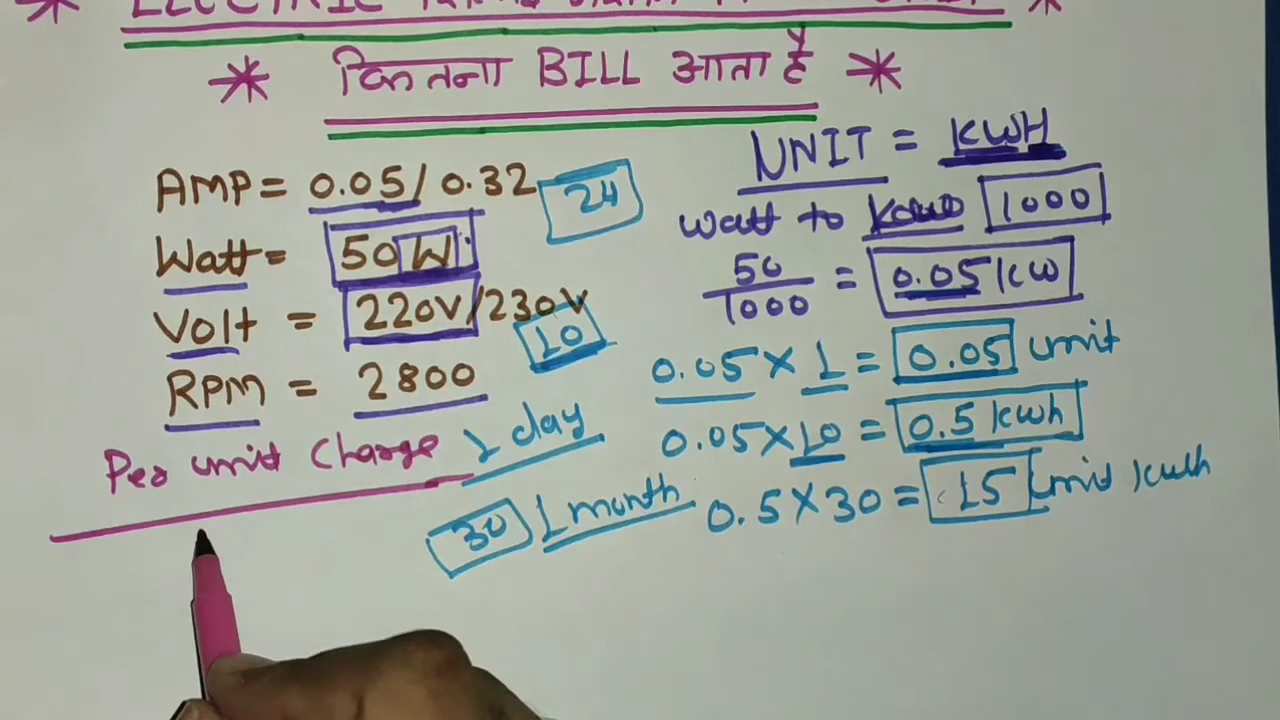 ELECTRIC
* कितना BILL आता है *
AMP = 0.05/0.32
24
Watt = 50 W
Volt = 220V/230V
10
RPM = 2800
Per unit Charge
1 day
30 1 month
UNIT = KWH
Watt to 1000
50/1000 = 0.05 kw
0.05 × 1 = 0.05 unit
0.05 × 10 = 0.5 kwh
0.5 × 30 = 15 unit kwh